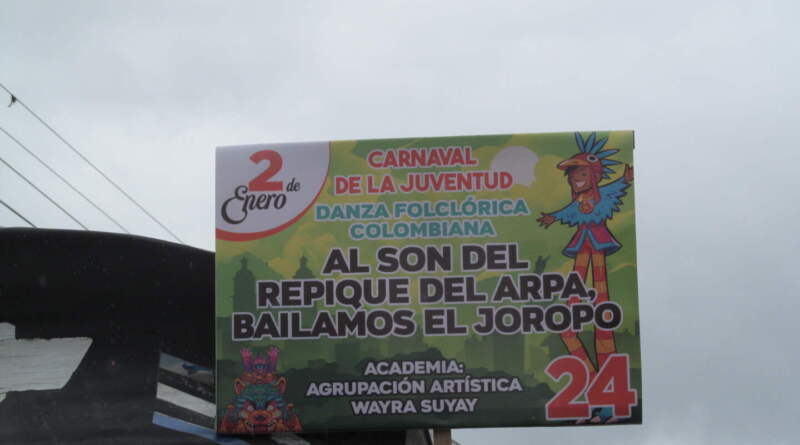 2 de
Enero
CARNAVAL
DE LA JUVENTUD
DANZA FOLCLÓRICA
COLOMBIANA
AL SON DEL
REPIQUE DEL ARPA,
BAILAMOS EL JOROPO
ACADEMIA:
AGRUPACIÓN ARTÍSTICA
WAYRA SUYAY
24